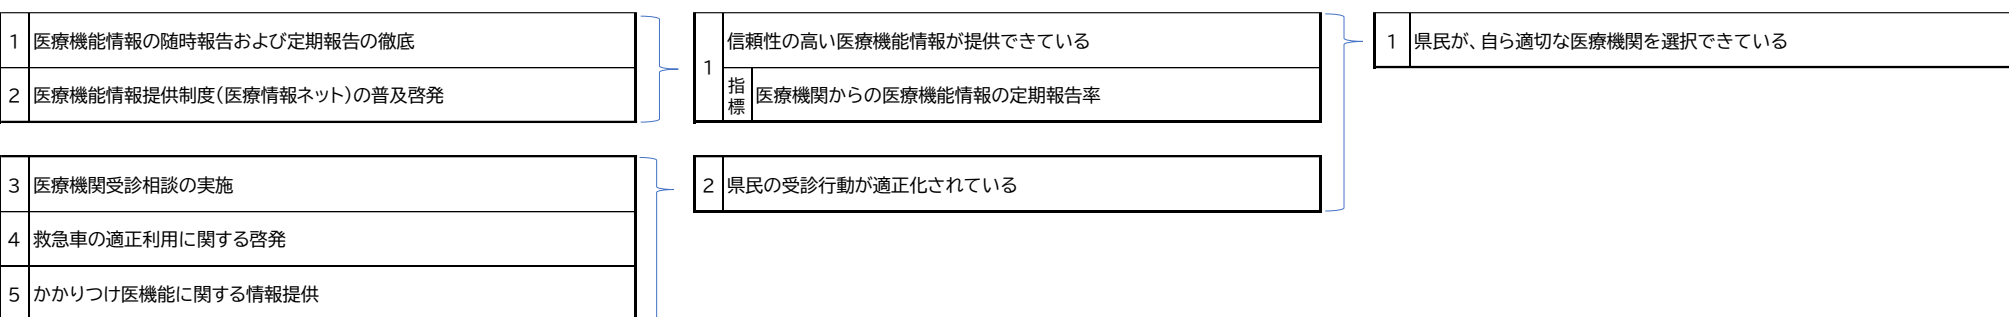 1 医療機能情報の随時報告および定期報告の徹底
2 医療機能情報提供制度(医療情報ネット)の普及啓発
1 信頼性の高い医療機能情報が提供できている
指標 医療機関からの医療機能情報の定期報告率
1 県民が、自ら適切な医療機関を選択できている
3 医療機関受診相談の実施
4 救急車の適正利用に関する啓発
5 かかりつけ医機能に関する情報提供
2 県民の受診行動が適正化されている